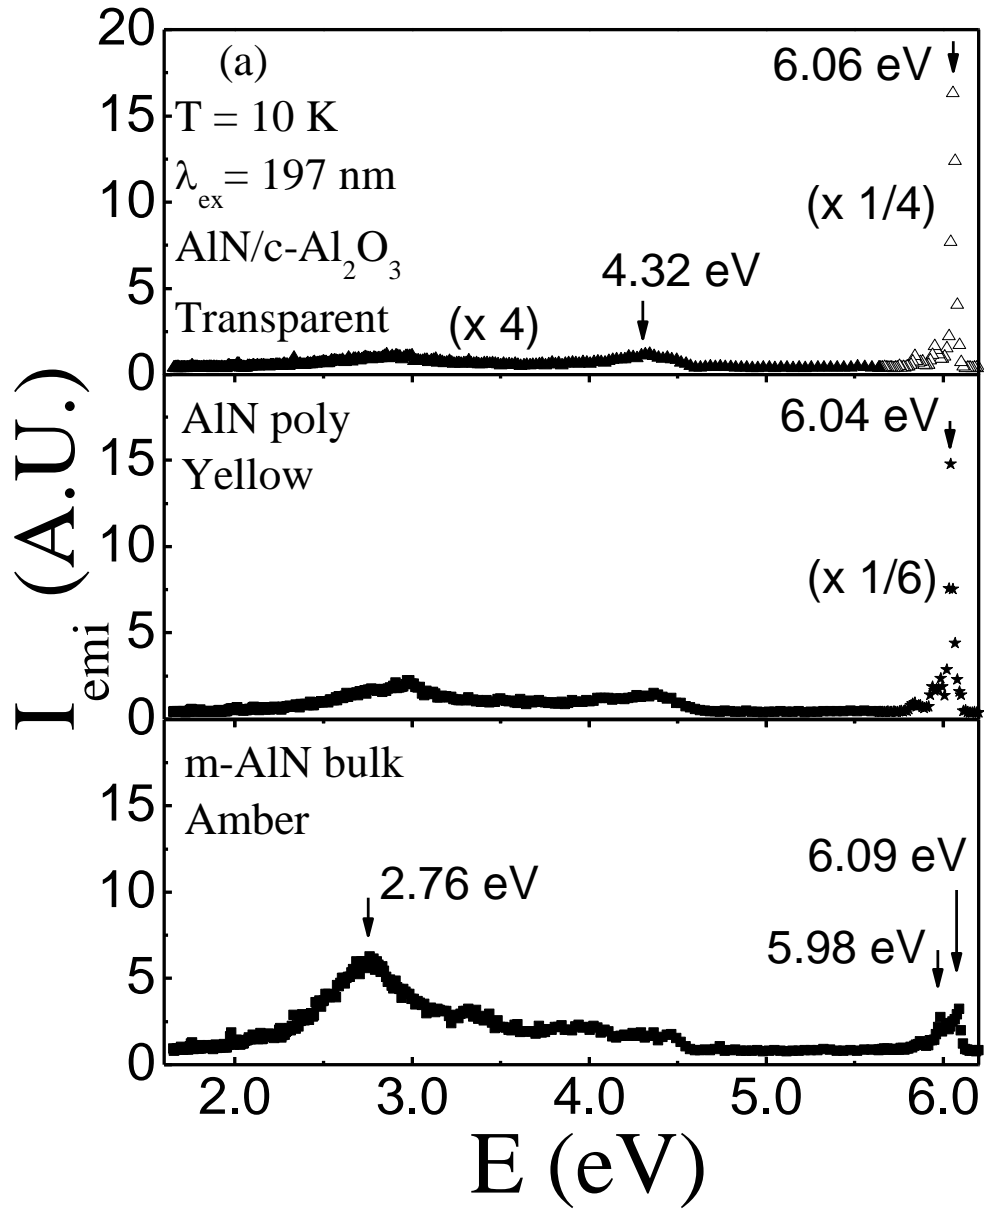 20
(a)
6.06 eV
T = 10 K
15
λex= 197 nm
10
(x 1/4)
AlN/c-Al2O3
4.32 eV
5
Transparent
(x 4)
0
AlN poly
6.04 eV
15
Yellow
10
(x 1/6)
5
0
m-AlN bulk
15
Amber
6.09 eV
10
2.76 eV
5.98 eV
5
0
2.0 3.0 4.0 5.0 6.0
E (eV)
Iemi (A.U.)